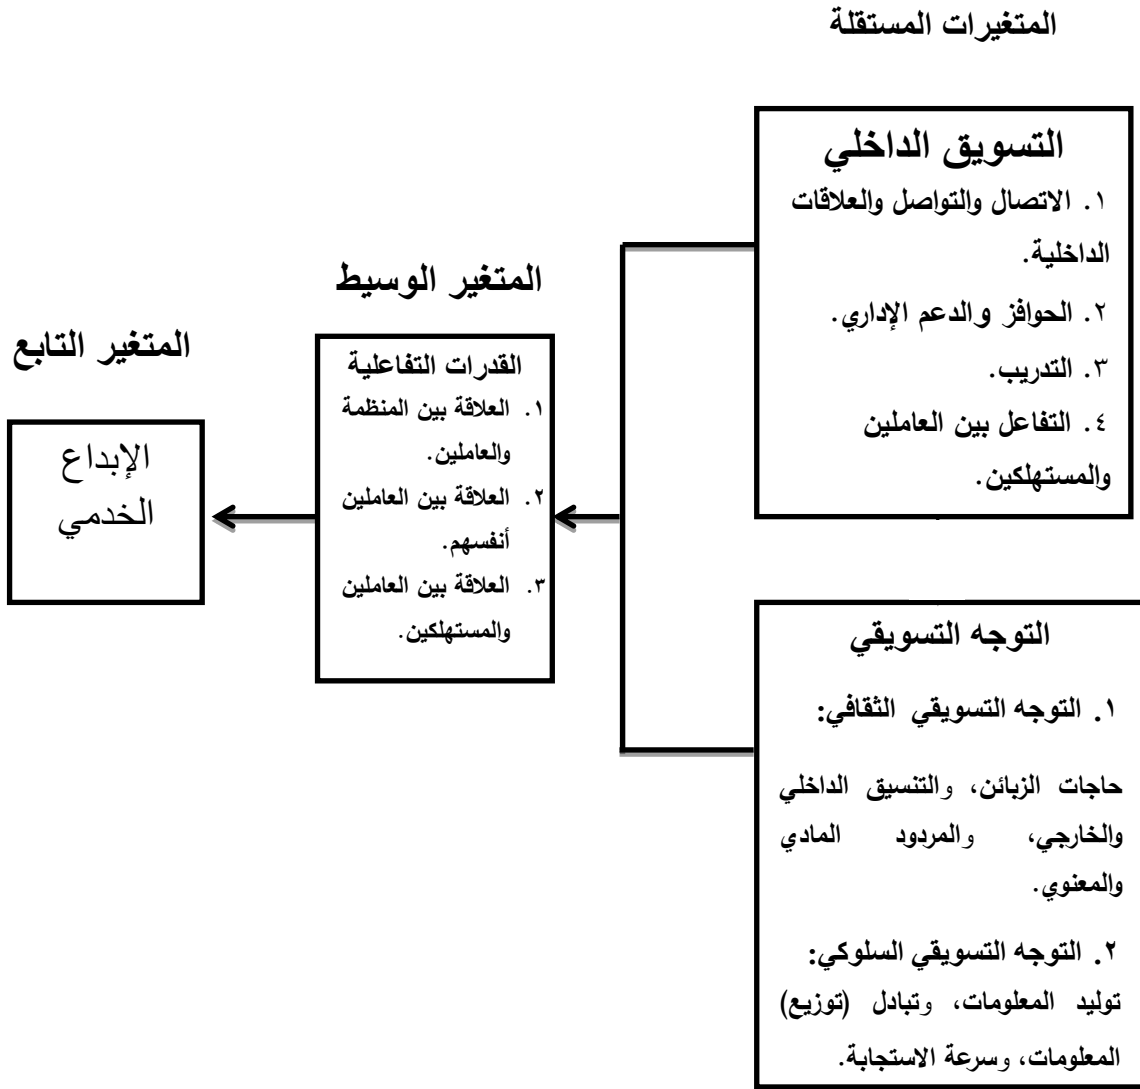 المتغيرات المستقلة
التسويق الداخلي
١. الاتصال والتواصل والعلاقات
الداخلية.
٢. الحوافز والدعم الإداري.
٣. التدريب.
٤. التفاعل بين العاملين
والمستهلكين.
التوجه التسويقي
١. التوجه التسويقي الثقافي:
حاجات الزبائن، والتنسيق الداخلي
والخارجي، والمردود المادي
والمعنوي.
٢. التوجه التسويقي السلوكي:
توليد المعلومات، وتبادل (توزيع)
المعلومات، وسرعة الاستجابة.
المتغير الوسيط
القدرات التفاعلية
١. العلاقة بين المنظمة
والعاملين.
٢. العلاقة بين العاملين
أنفسهم.
٣. العلاقة بين العاملين
والمستهلكين.
المتغير التابع
الإبداع
الخدمي